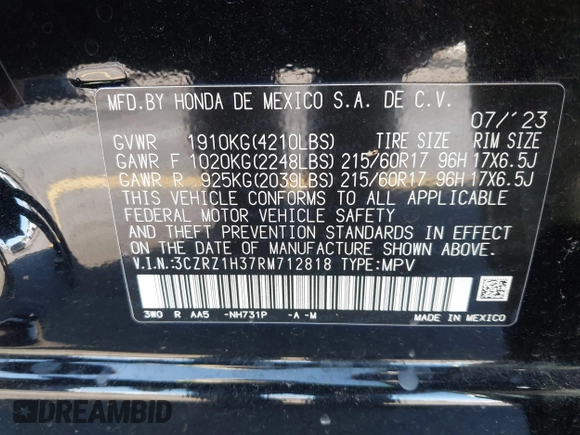 MFD.BY HONDA DE MEXICO S.A. DE C.V.
07/'23
GVWR 1910KG(4210LBS) TIRE SIZE RIM SIZE
GAWR F 1020KG(2248LBS) 215/60R17 96H 17X6.5J
GAWR R 925KG(2039LBS) 215/60R17 96H 17X6.5J
THIS VEHICLE CONFORMS TO ALL APPLICABLE
FEDERAL MOTOR VEHICLE SAFETY
AND THEFT PREVENTION STANDARDS IN EFFECT
ON THE DATE OF MANUFACTURE SHOWN ABOVE.
V.I.N.:3CZRZ1H37RM712818 TYPE:MPV
3W0 R AA5 -NH731P -A -M
MADE IN MEXICO
DREAMBID